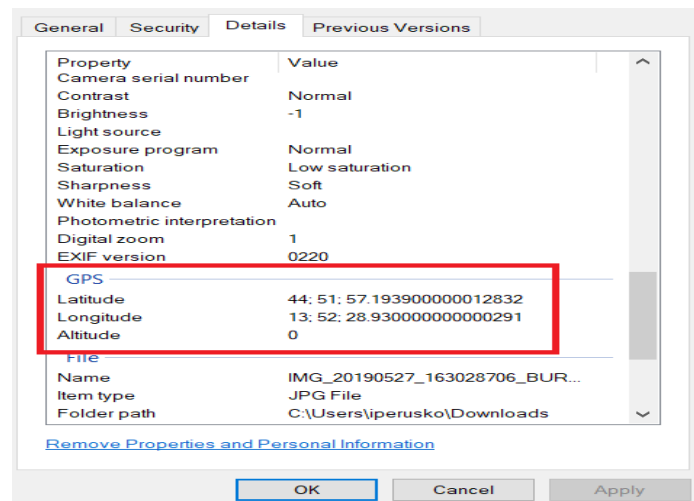 General Security Details Previous Versions
Property Value
Camera serial number
Contrast Normal
Brightness -1
Light source
Exposure program Normal
Saturation Low saturation
Sharpness Soft
White balance Auto
Photometric interpretation
Digital zoom 1
EXIF version 0220
GPS
Latitude 44; 51; 57.193900000012832
Longitude 13; 52; 28.930000000000291
Altitude 0
File
Name IMG_20190527_163028706_BUR...
Item type JPG File
Folder path C:\Users\iperusko\Downloads
Remove Properties and Personal Information
OK Cancel Apply